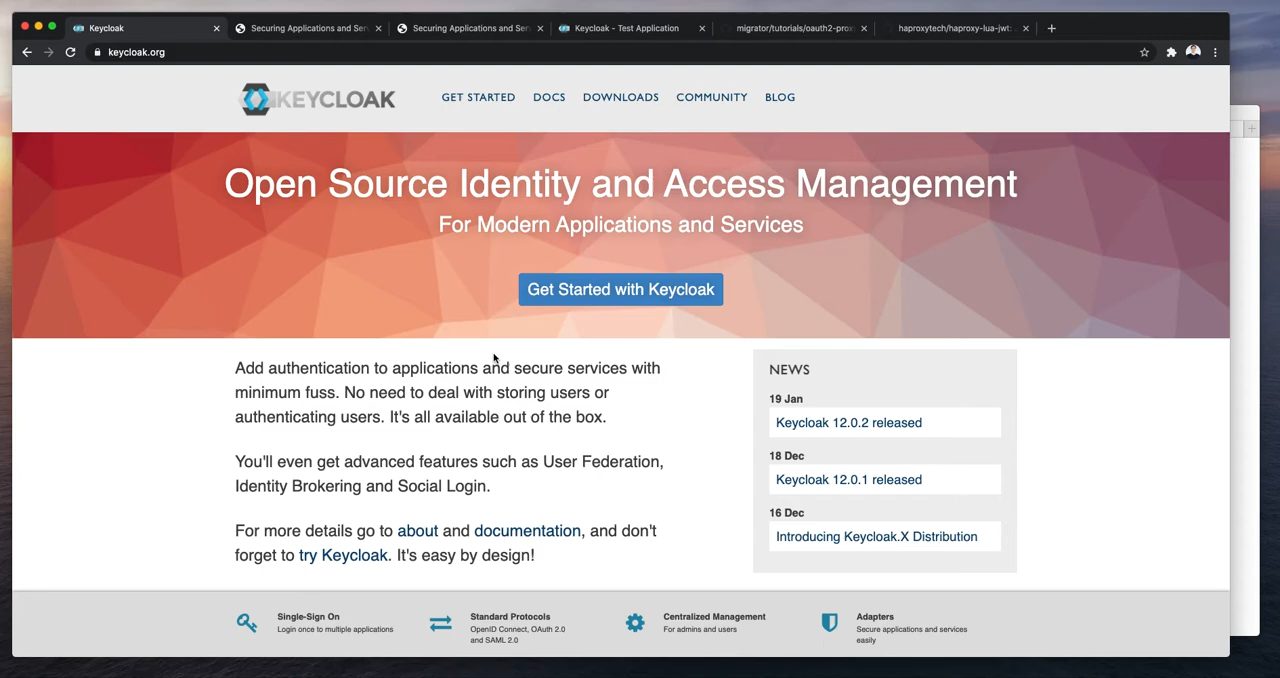 Keycloak
Securing Applications and Ser
Securing Applications and Ser
Keycloak - Test Application
migrator/tutorials/oauth2-prox
haproxytech/haproxy-lua-jwt:
keycloak.org
KEYCLOAK
GET STARTED
DOCS
DOWNLOADS
COMMUNITY
BLOG
Open Source Identity and Access Management
For Modern Applications and Services
Get Started with Keycloak
Add authentication to applications and secure services with
minimum fuss. No need to deal with storing users or
authenticating users. It's all available out of the box.
You'll even get advanced features such as User Federation,
Identity Brokering and Social Login.
For more details go to about and documentation, and don't
forget to try Keycloak. It's easy by design!
NEWS
19 Jan
Keycloak 12.0.2 released
18 Dec
Keycloak 12.0.1 released
16 Dec
Introducing Keycloak.X Distribution
Single-Sign On
Login once to multiple applications
Standard Protocols
OpenID Connect, OAuth 2.0
and SAML 2.0
Centralized Management
For admins and users
Adapters
Secure applications and services
easily